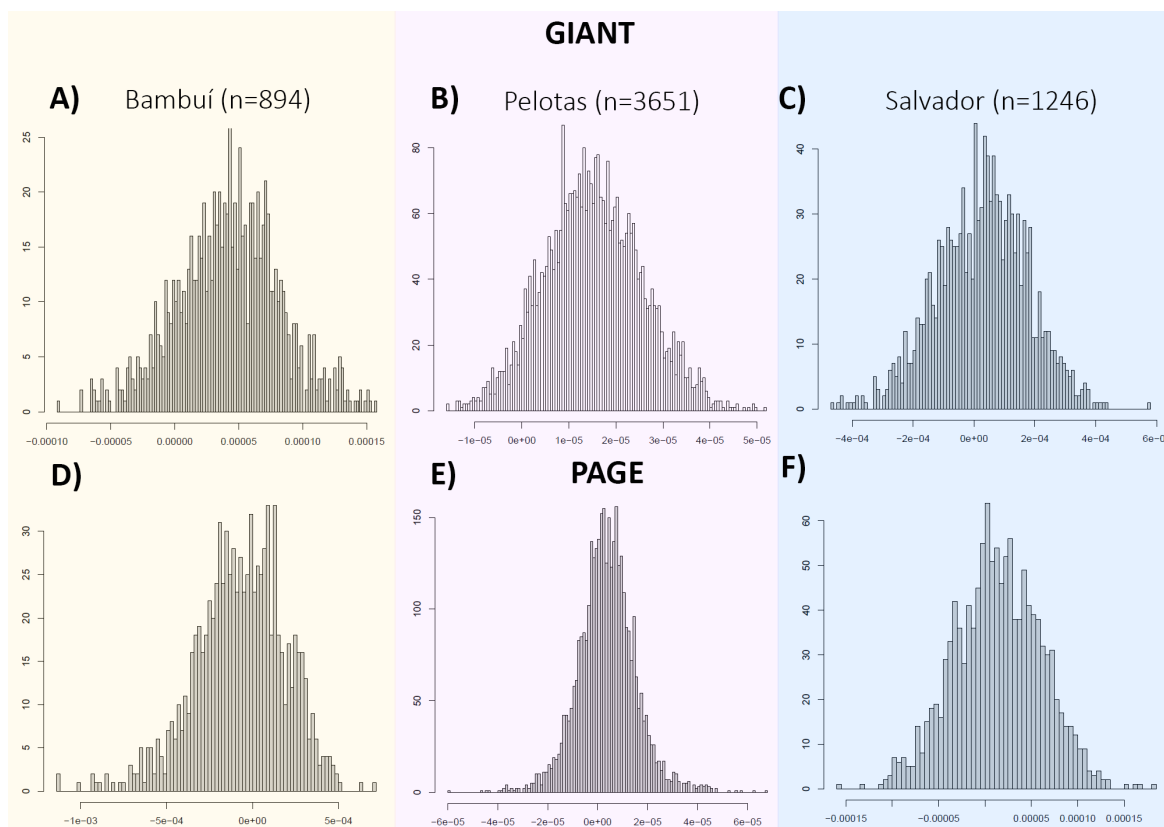 GIANT
A) Bambuí (n=894)
B) Pelotas (n=3651)
C) Salvador (n=1246)
25
20
15
10
5
0
−0.00010 −0.00005 0.00000 0.00005 0.00010 0.00015
80
60
40
20
0
−1e−05 0e+00 1e−05 2e−05 3e−05 4e−05 5e−05
40
30
20
10
0
−4e−04 −2e−04 0e+00 2e−04 4e−04 6e−0
PAGE
D)
E)
F)
30
25
20
15
10
5
0
−1e−03 −5e−04 0e+00 5e−04
150
100
50
0
−6e−05 −4e−05 −2e−05 0e+00 2e−05 4e−05 6e−05
60
50
40
30
20
10
0
−0.00015 −0.00005 0.00005 0.00010 0.00015